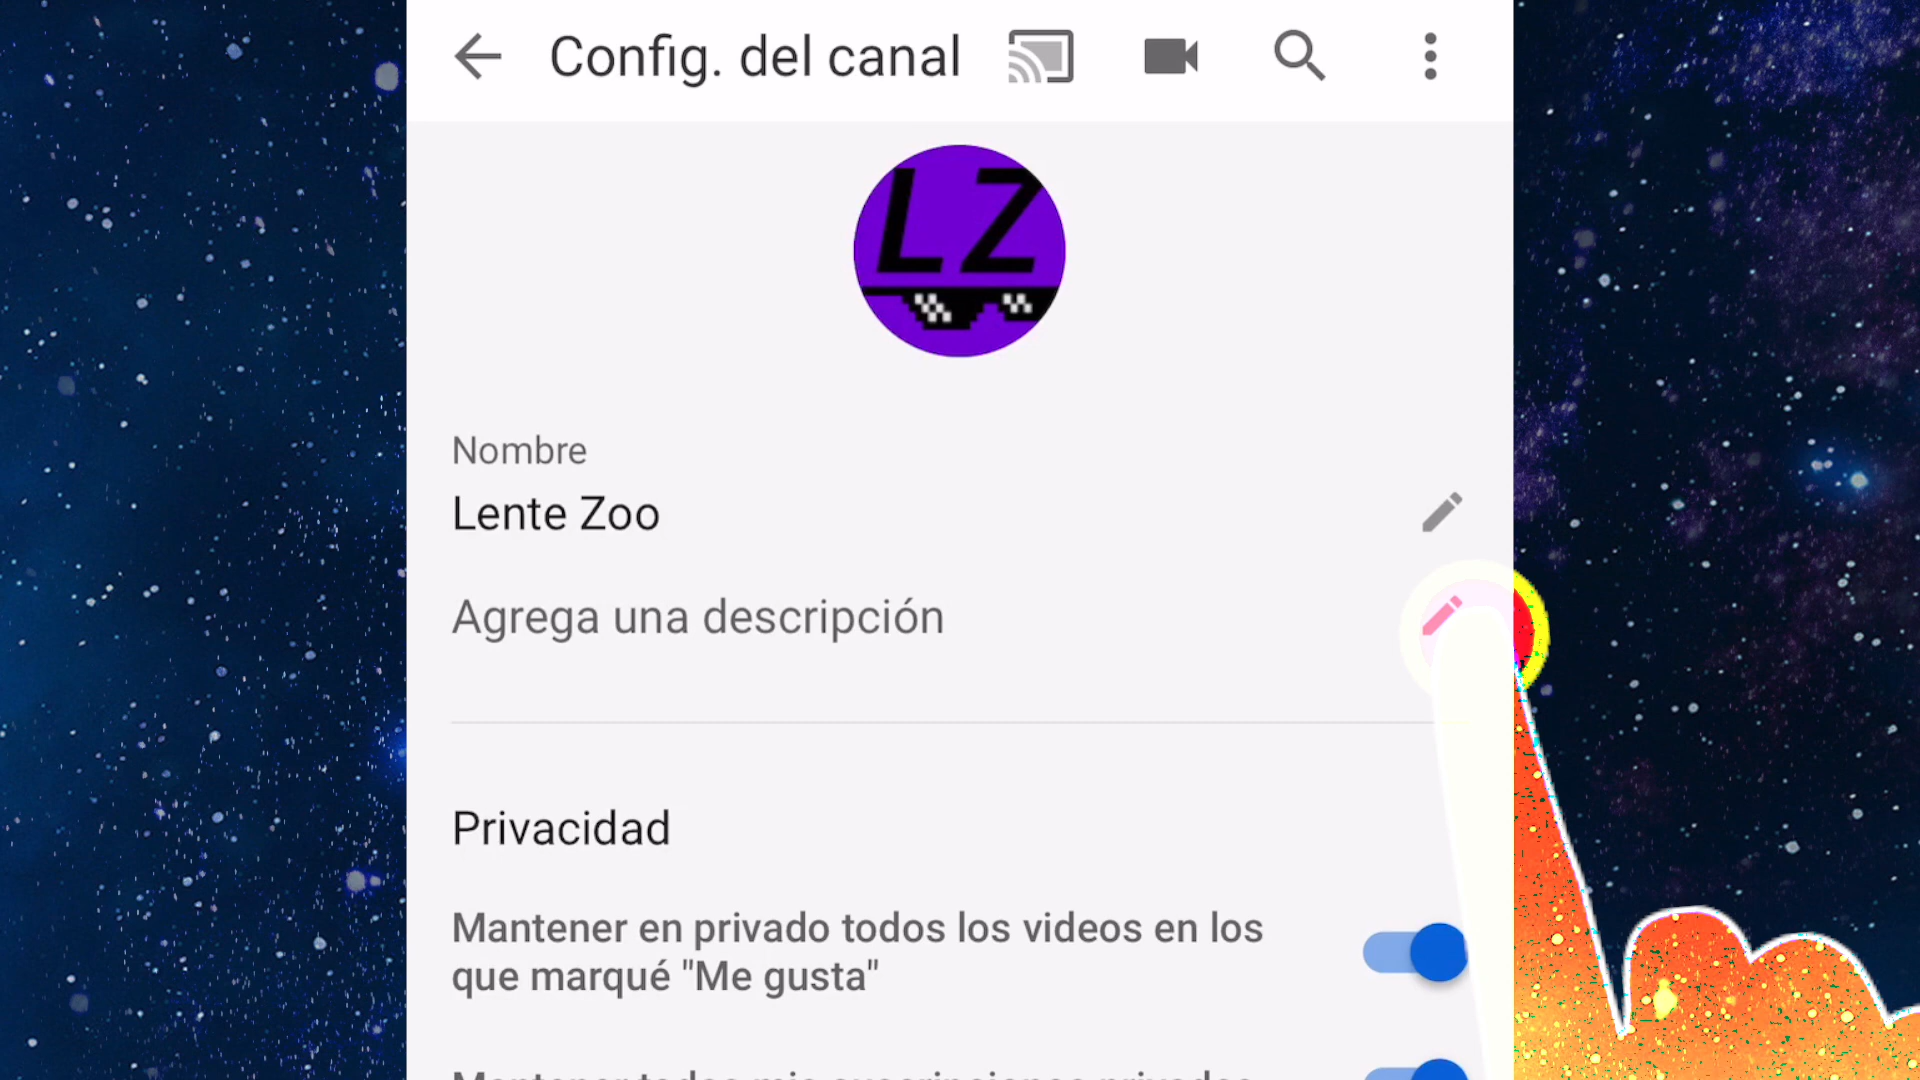 Config. del canal
LZ
Nombre
Lente Zoo
Agrega una descripción
Privacidad
Mantener en privado todos los videos en los
que marqué "Me gusta"